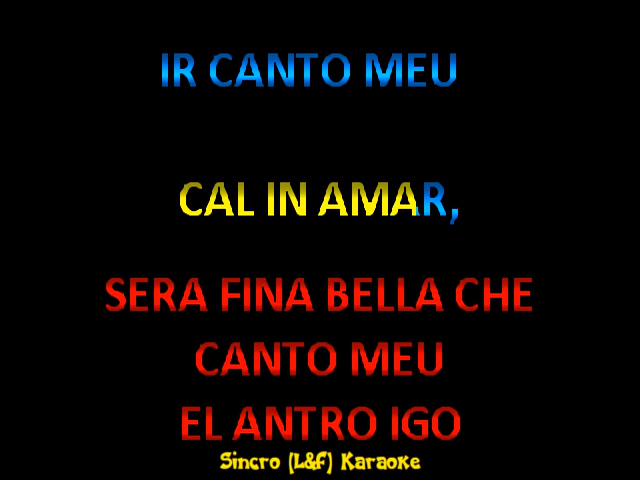 IR CANTO MEU
CAL IN AMAR,
SERA FINA BELLA CHE
CANTO MEU
EL ANTRO IGO
Sincro (L&f) Karaoke